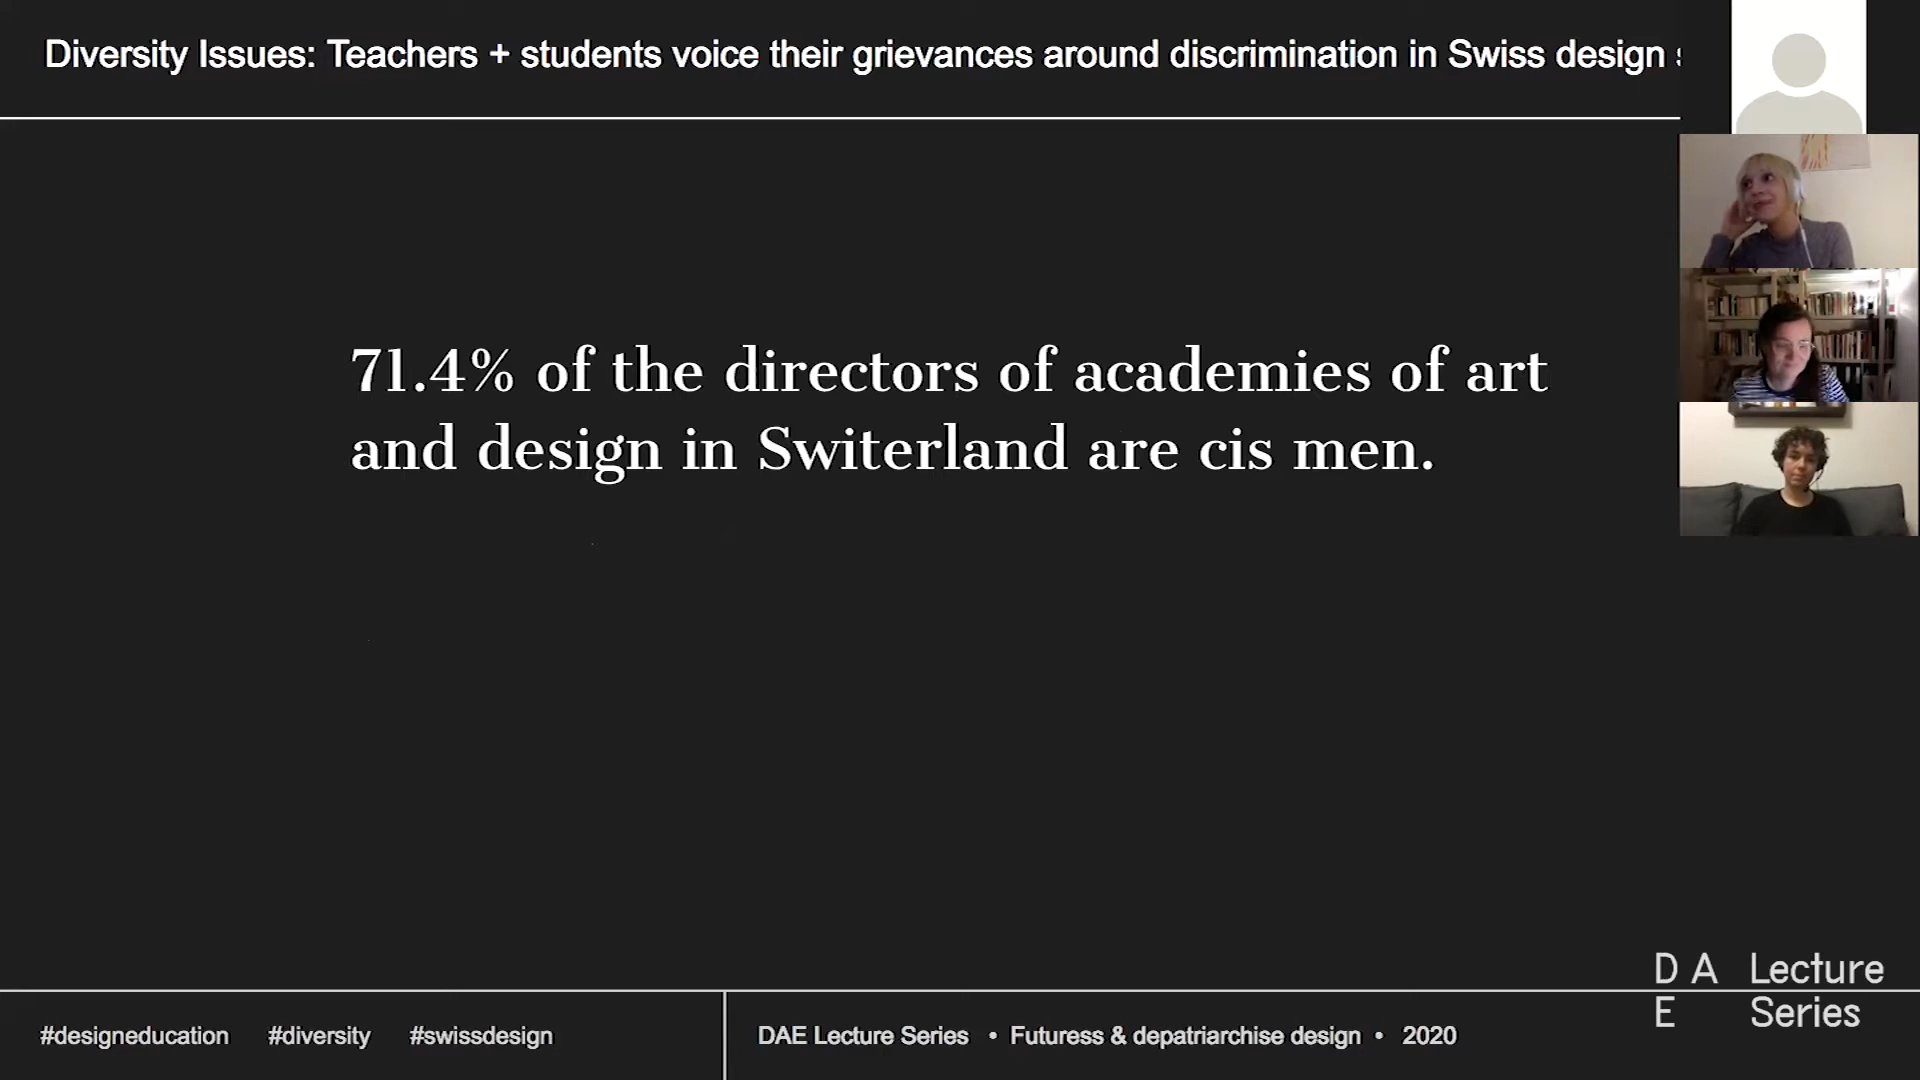 Diversity Issues: Teachers + students voice their grievances around discrimination in Swiss design
71.4% of the directors of academies of art
and design in Switerland are cis men.
#designeducation #diversity #swissdesign
DAE Lecture Series • Futuress & depatriarchise design • 2020
D A Lecture
E Series